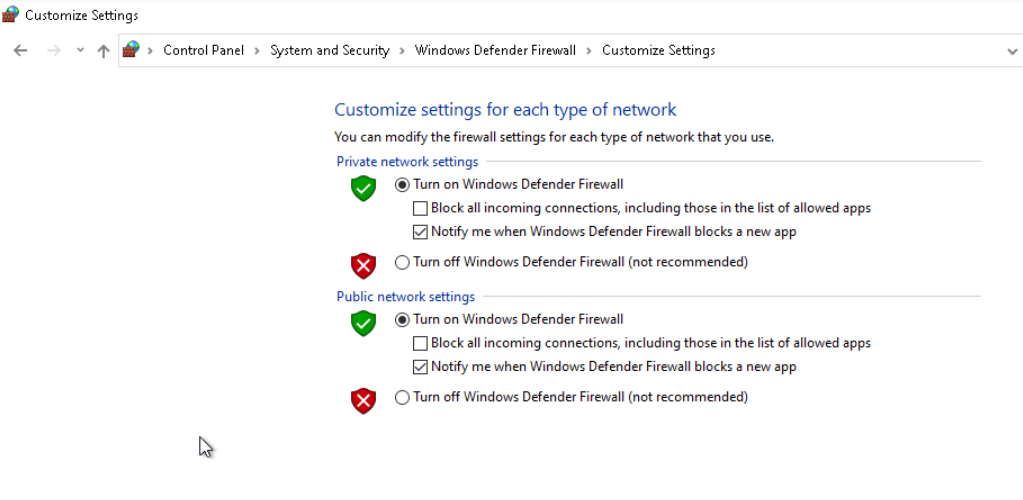 Customize Settings
Control Panel > System and Security > Windows Defender Firewall > Customize Settings
Customize settings for each type of network
You can modify the firewall settings for each type of network that you use.
Private network settings
Turn on Windows Defender Firewall
Block all incoming connections, including those in the list of allowed apps
Notify me when Windows Defender Firewall blocks a new app
Turn off Windows Defender Firewall (not recommended)
Public network settings
Turn on Windows Defender Firewall
Block all incoming connections, including those in the list of allowed apps
Notify me when Windows Defender Firewall blocks a new app
Turn off Windows Defender Firewall (not recommended)